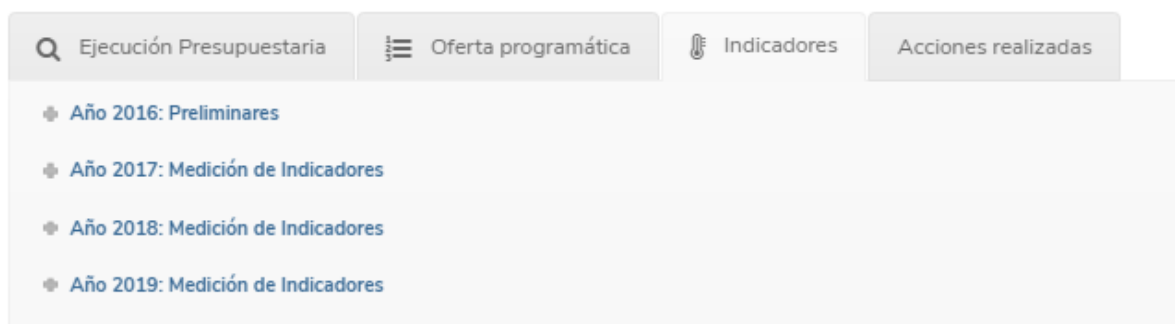 Ejecución Presupuestaria Oferta programática Indicadores Acciones realizadas
Año 2016: Preliminares
Año 2017: Medición de Indicadores
Año 2018: Medición de Indicadores
Año 2019: Medición de Indicadores